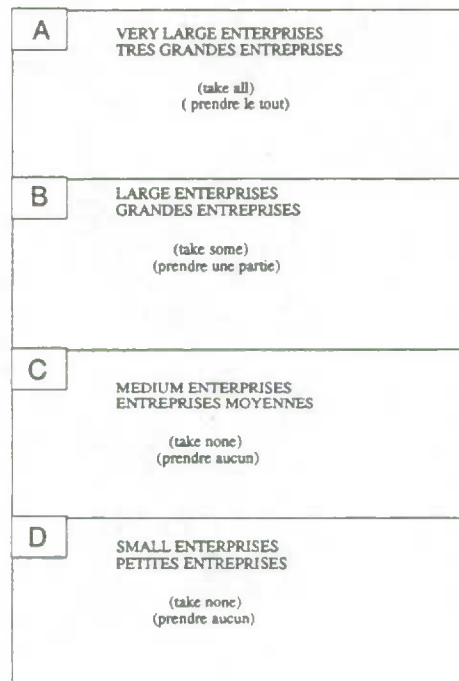 A
VERY LARGE ENTERPRISES
TRES GRANDES ENTREPRISES
(take all)
( prendre le tout)
B
LARGE ENTERPRISES
GRANDES ENTREPRISES
(take some)
(prendre une partie)
C
MEDIUM ENTERPRISES
ENTREPRISES MOYENNES
(take none)
(prendre aucun)
D
SMALL ENTERPRISES
PETITES ENTREPRISES
(take none)
(prendre aucun)